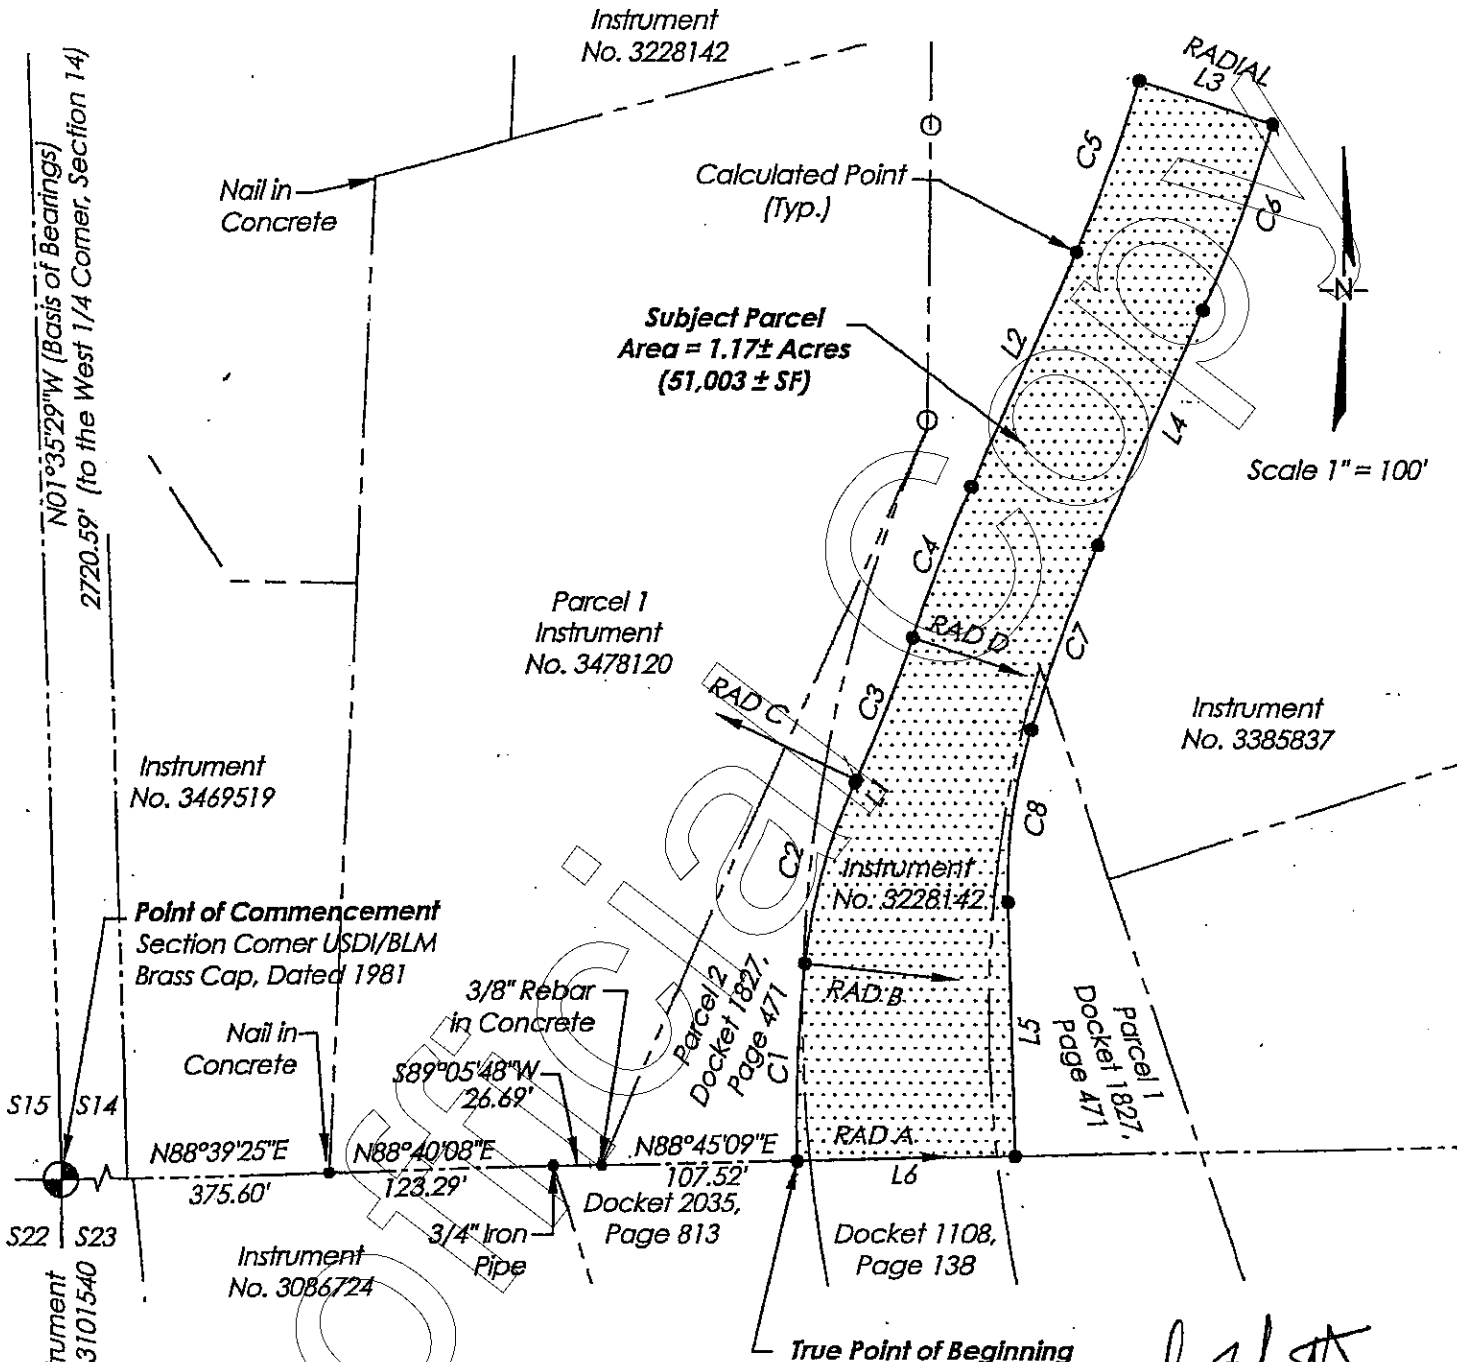 Instrument
No. 3228142
RADIAL
L3
N01°35'29"W (Basis of Bearings)
2720.59' (to the West 1/4 Corner, Section 14)
Nail in
Concrete
Calculated Point
(Typ.)
C5
C6
Subject Parcel
Area = 1.17± Acres
(51,003 ± SF)
L2
L4
N
Scale 1" = 100'
C4
Parcel 1
Instrument
No. 3478120
RAD D
C7
RAD C
C3
Instrument
No. 3385837
Instrument
No. 3469519
L1
C8
C2
Instrument
No. 3228142
Point of Commencement
Section Corner USDI/BLM
Brass Cap, Dated 1981
3/8" Rebar
in Concrete
Parcel 2
Docket 1827,
Page 471
RAD B
C1
L5
Parcel 1
Docket 1827,
Page 471
Nail in
Concrete
S89°05'48"W
26.69'
S15 S14
N88°39'25"E
375.60'
N88°40'08"E
123.29'
N88°45'09"E
107.52'
RAD A
L6
S22 S23
Docket 2035,
Page 813
3/4" Iron
Pipe
Docket 1108,
Page 138
Instrument
No. 3086724
3101540
True Point of Beginning
Unofficial Copy